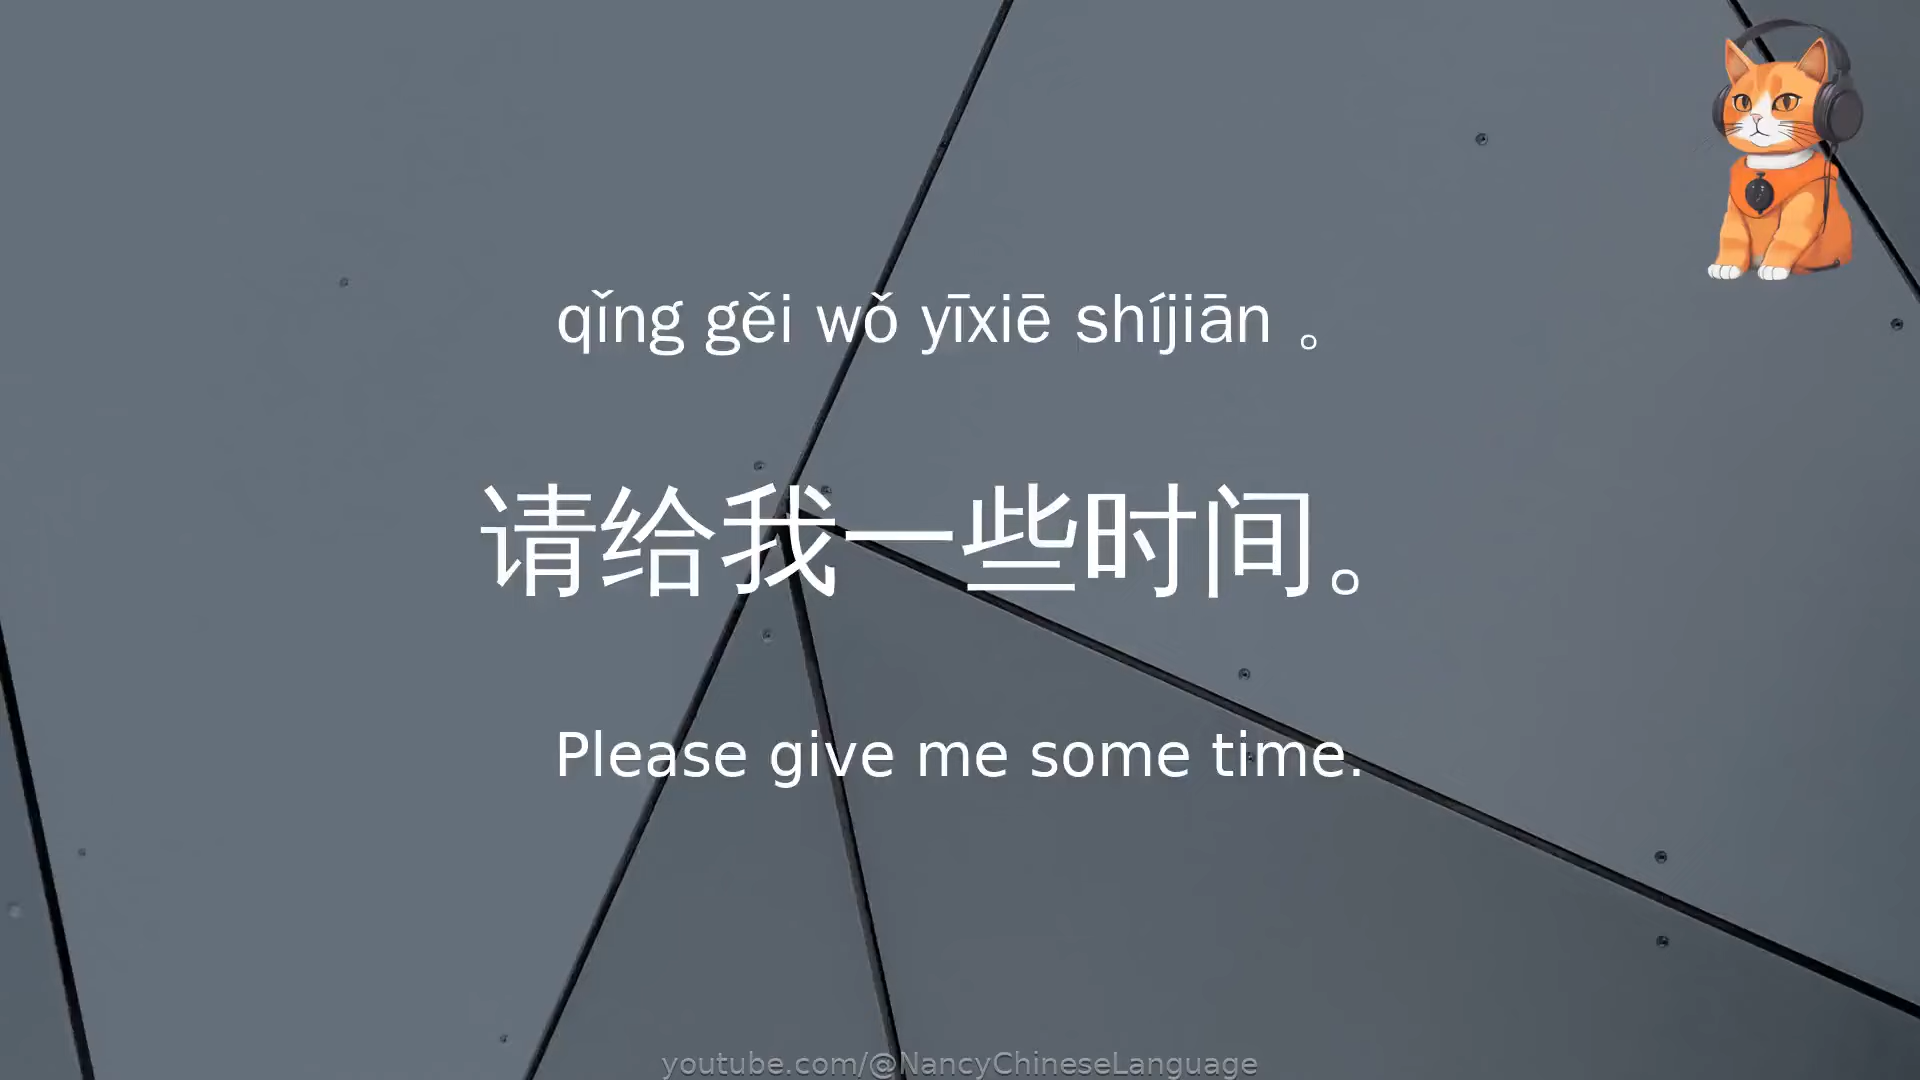 qǐng gěi wǒ yīxiē shíjiān 。
请给我一些时间。
Please give me some time.
youtube.com/@NancyChineseLanguage